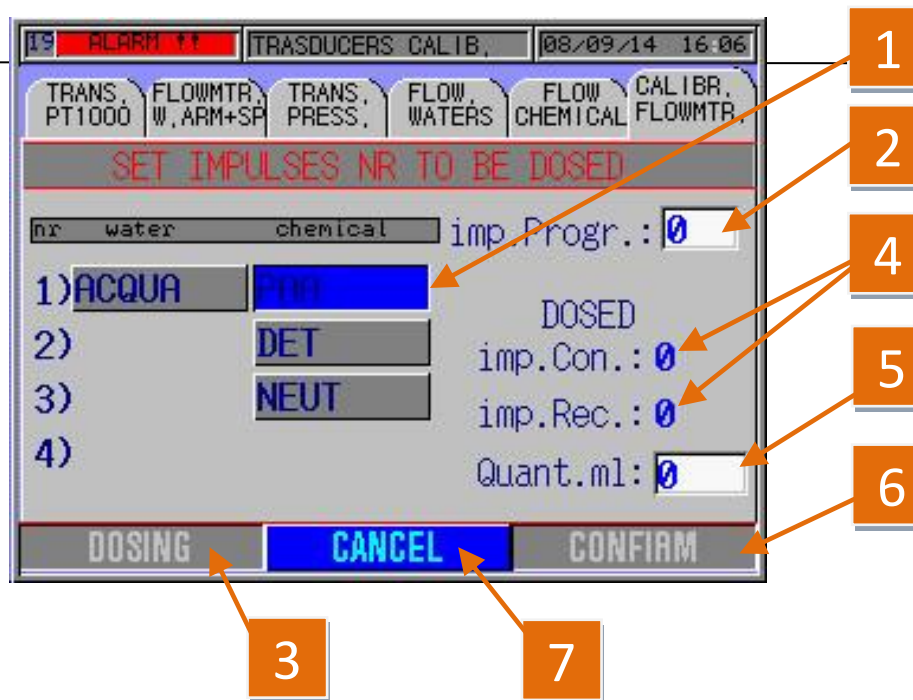 19 ALARM !! TRASDUCERS CALIB. 08/09/14 16:06
TRANS. FLOWMTR. TRANS. FLOW. FLOW CALIBR.
PT1000 W.ARM+SP PRESS. WATERS CHEMICAL FLOWMTR.
SET IMPULSES NR TO BE DOSED
nr water chemical imp.Progr.: 0
1) ACQUA PAA
DOSED
2) DET
imp.Con.: 0
3) NEUT
imp.Rec.: 0
4)
Quant.ml: 0
DOSING CANCEL CONFIRM
1
2
4
5
6
3 7